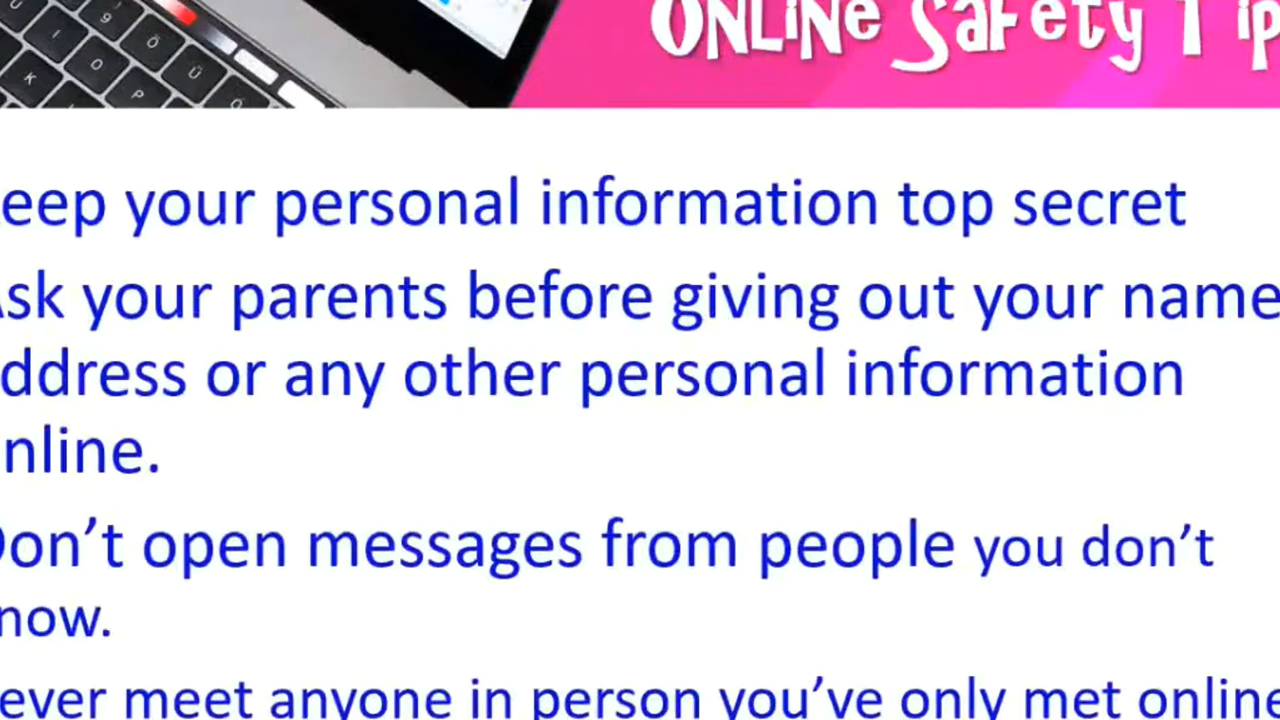 Online Safety Tip
eep your personal information top secret
Ask your parents before giving out your name
ddress or any other personal information
nline.
Don’t open messages from people you don’t
now.
ever meet anyone in person you’ve only met online